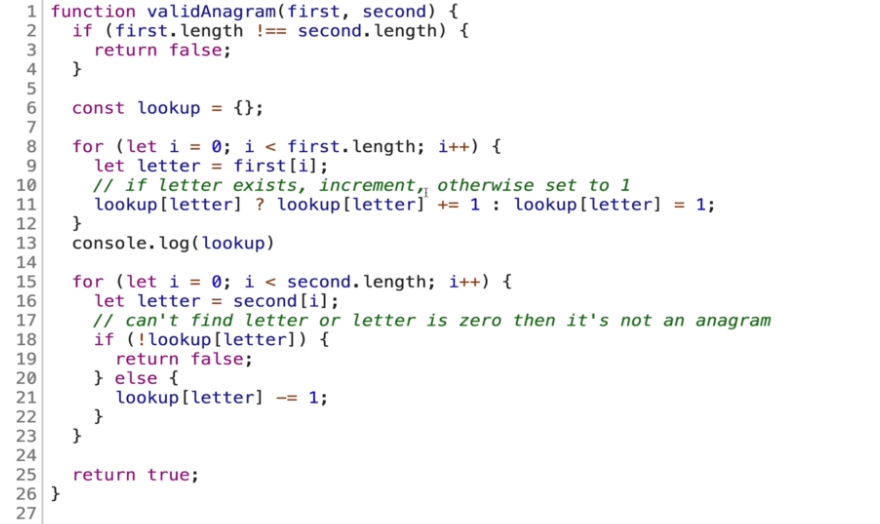 1 function validAnagram(first, second) {
2   if (first.length !== second.length) {
3     return false;
4   }
5
6   const lookup = {};
7
8   for (let i = 0; i < first.length; i++) {
9     let letter = first[i];
10     // if letter exists, increment, otherwise set to 1
11     lookup[letter] ? lookup[letter] += 1 : lookup[letter] = 1;
12   }
13   console.log(lookup)
14
15   for (let i = 0; i < second.length; i++) {
16     let letter = second[i];
17     // can't find letter or letter is zero then it's not an anagram
18     if (!lookup[letter]) {
19       return false;
20     } else {
21       lookup[letter] -= 1;
22     }
23   }
24
25   return true;
26 }
27